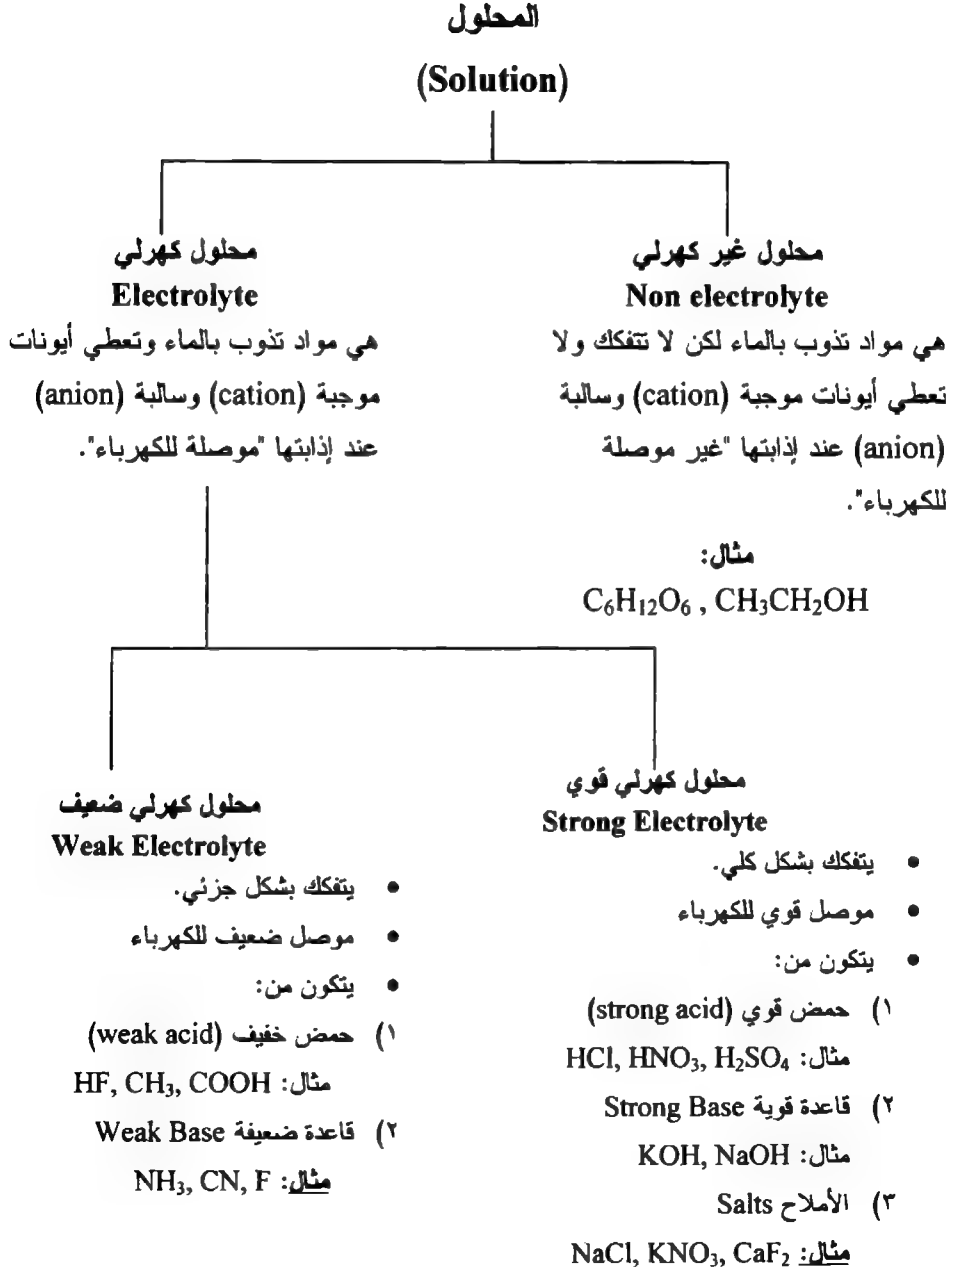 المحلول
(Solution)
محلول غير كهرلي
Non electrolyte
هي مواد تذوب بالماء لكن لا تتفكك ولا
تعطي أيونات موجبة (cation) وسالبة
(anion) عند إذابتها "غير موصلة
للكهرباء".
مثال:
C₆H₁₂O₆ , CH₃CH₂OH
محلول كهرلي
Electrolyte
هي مواد تذوب بالماء وتعطي أيونات
موجبة (cation) وسالبة (anion)
عند إذابتها "موصلة للكهرباء".
محلول كهرلي قوي
Strong Electrolyte
• يتفكك بشكل كلي.
• موصل قوي للكهرباء
• يتكون من:
١) حمض قوي (strong acid)
مثال: HCl, HNO₃, H₂SO₄
٢) قاعدة قوية Strong Base
مثال: KOH, NaOH
٣) الأملاح Salts
مثال: NaCl, KNO₃, CaF₂
محلول كهرلي ضعيف
Weak Electrolyte
• يتفكك بشكل جزئي.
• موصل ضعيف للكهرباء
• يتكون من:
١) حمض خفيف (weak acid)
مثال: HF, CH₃, COOH
٢) قاعدة ضعيفة Weak Base
مثال: NH₃, CN, F